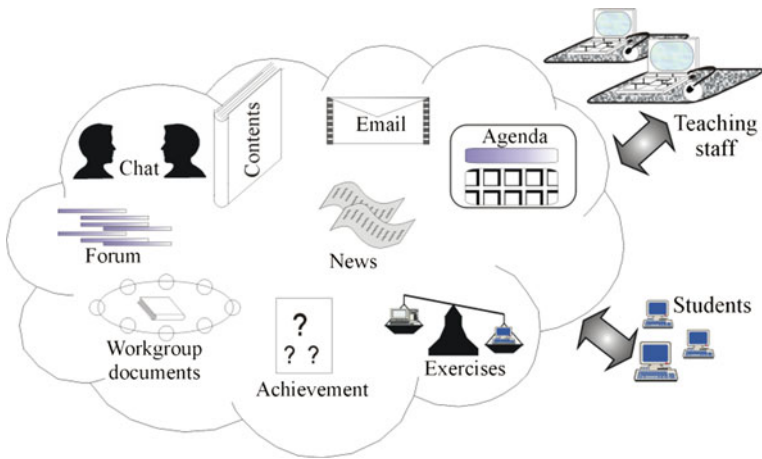 Chat
Contents
Email
Agenda
Teaching
staff
Forum
News
Workgroup
documents
?
? ?
Achievement
Exercises
Students